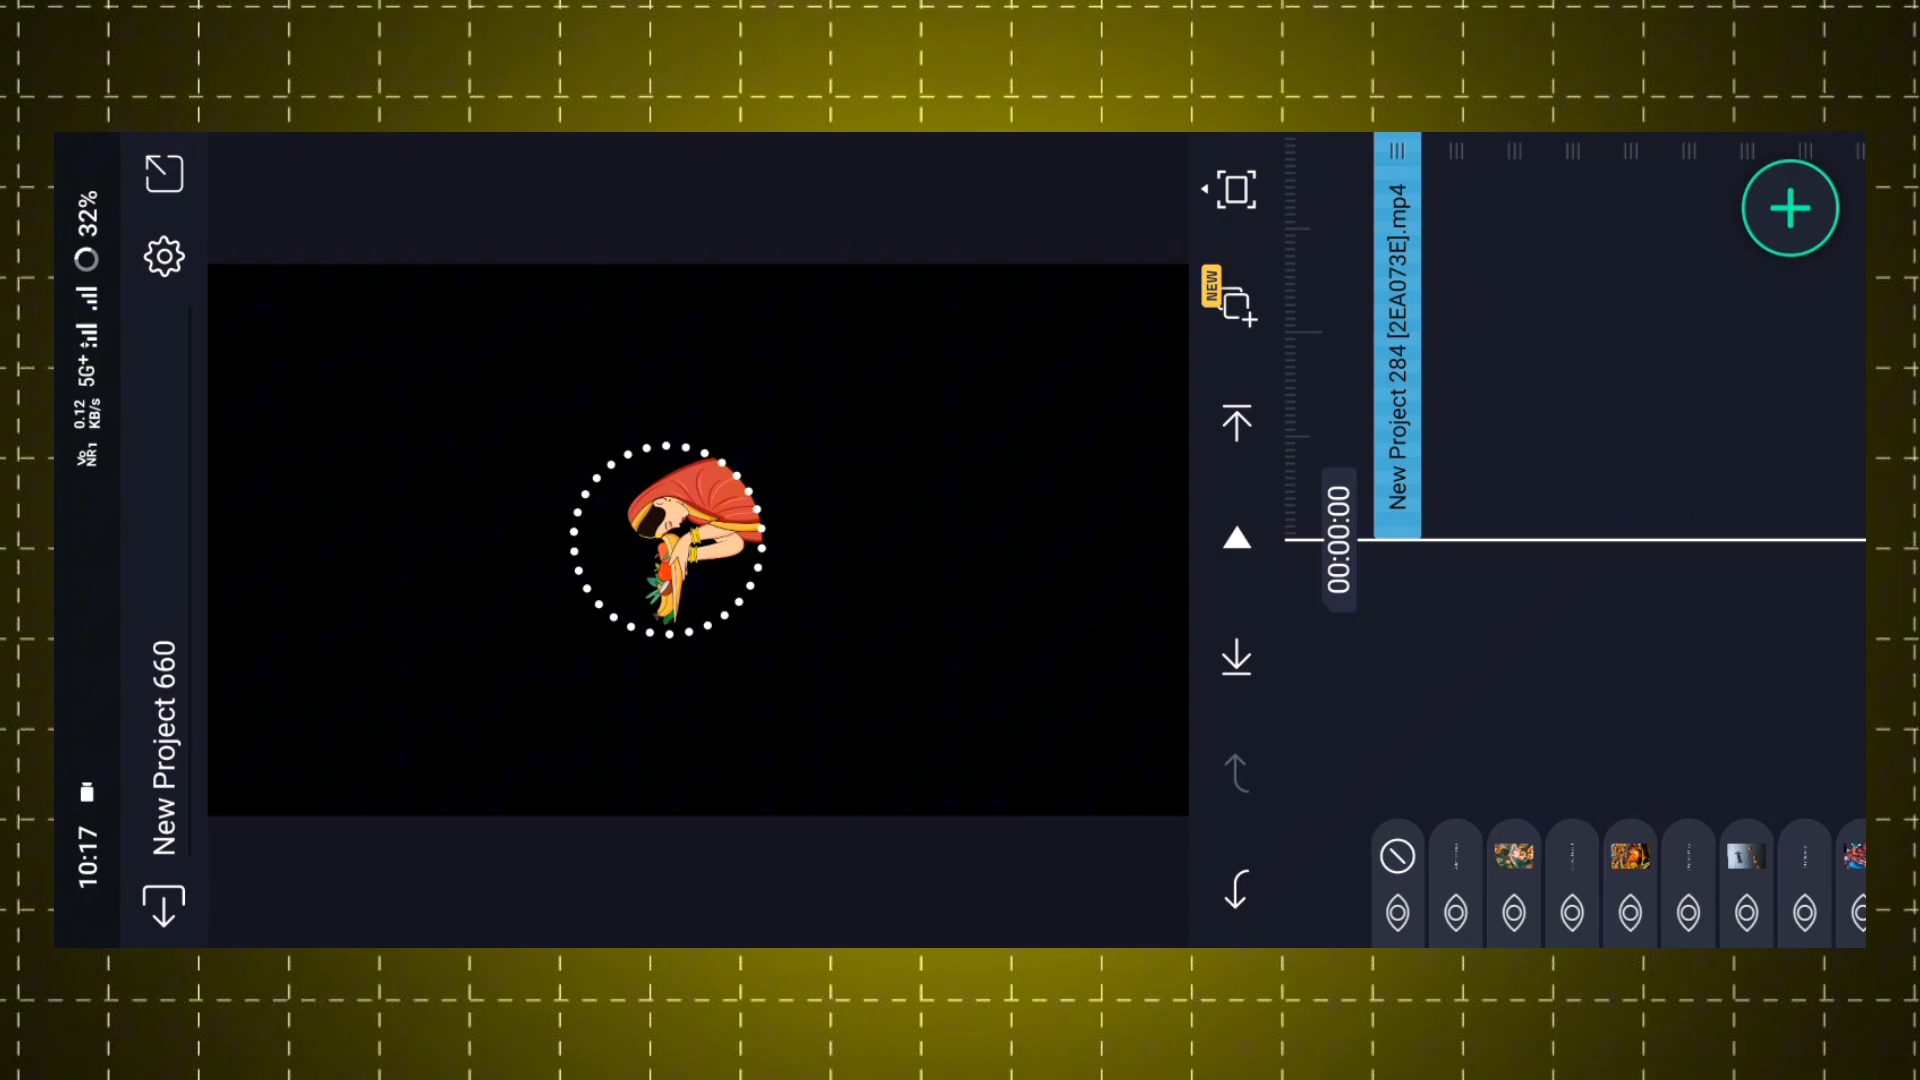 10:17
Vo
NR1
0.12
KB/s
5G+
32%
New Project 660
NEW
00:00:00
New Project 284 [2EA073E].mp4